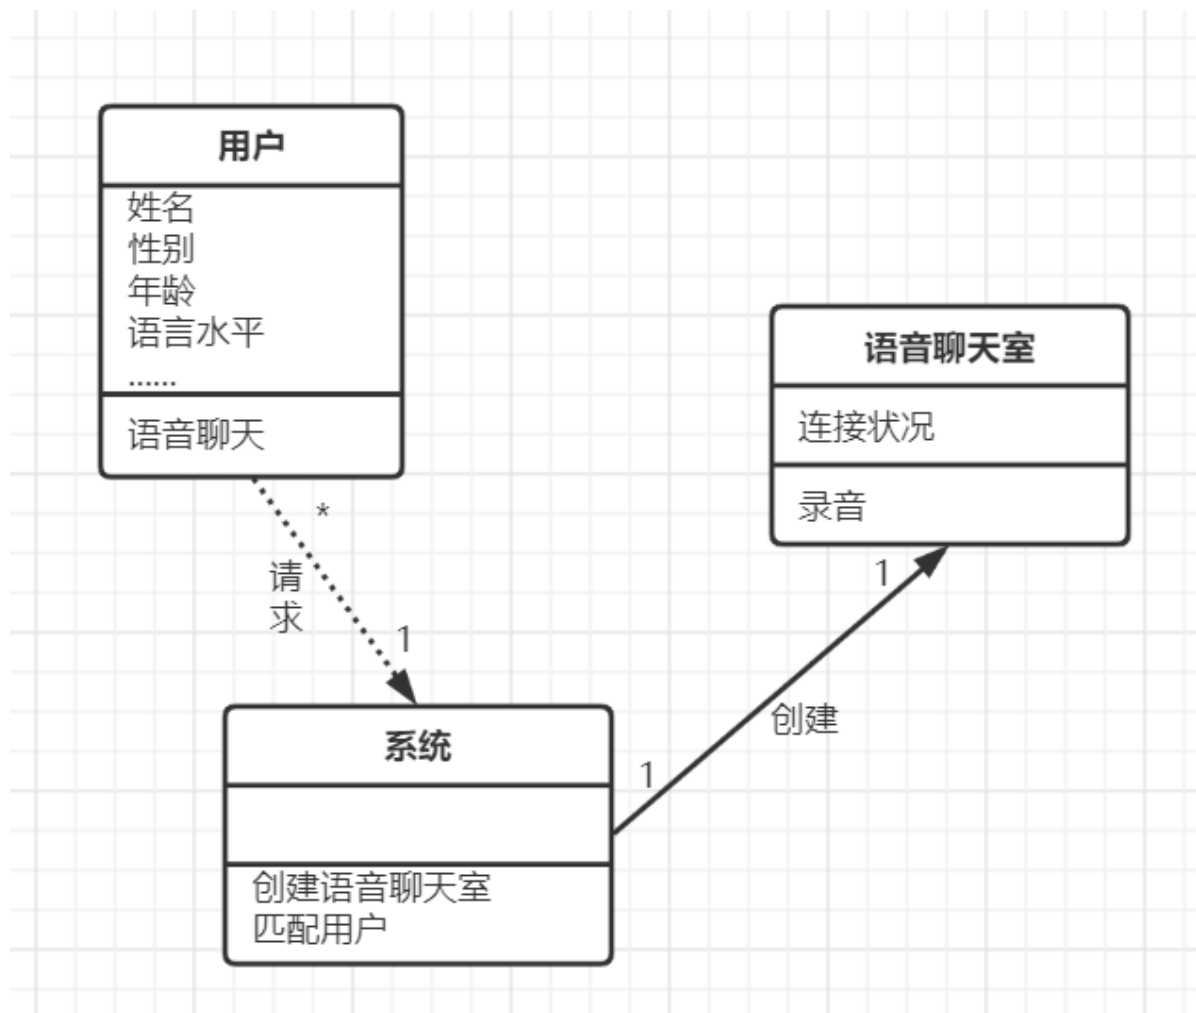 用户
姓名
性别
年龄
语言水平
......
语音聊天
语音聊天室
连接状况
录音
*
请
求
1
1
创建
1
系统
创建语音聊天室
匹配用户